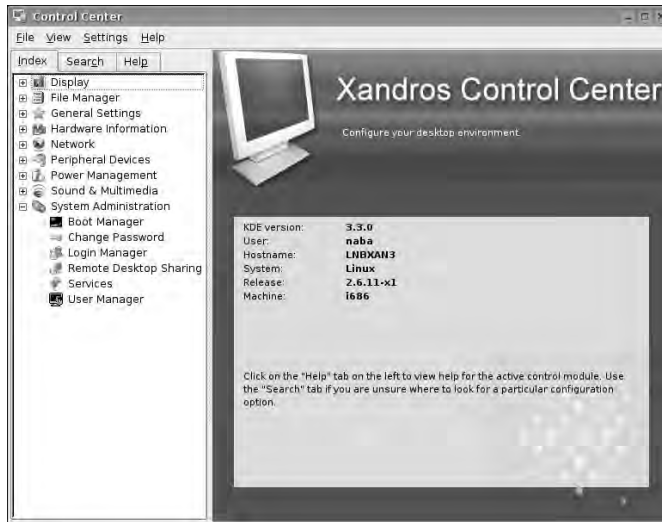 Control Center
File View Settings Help
Index Search Help
Display
File Manager
General Settings
Hardware Information
Network
Peripheral Devices
Power Management
Sound & Multimedia
System Administration
Boot Manager
Change Password
Login Manager
Remote Desktop Sharing
Services
User Manager
Xandros Control Center
Configure your desktop environment.
KDE version: 3.3.0
User: naba
Hostname: LNBXAN3
System: Linux
Release: 2.6.11-x1
Machine: i686
Click on the "Help" tab on the left to view help for the active control module. Use
the "Search" tab if you are unsure where to look for a particular configuration
option.